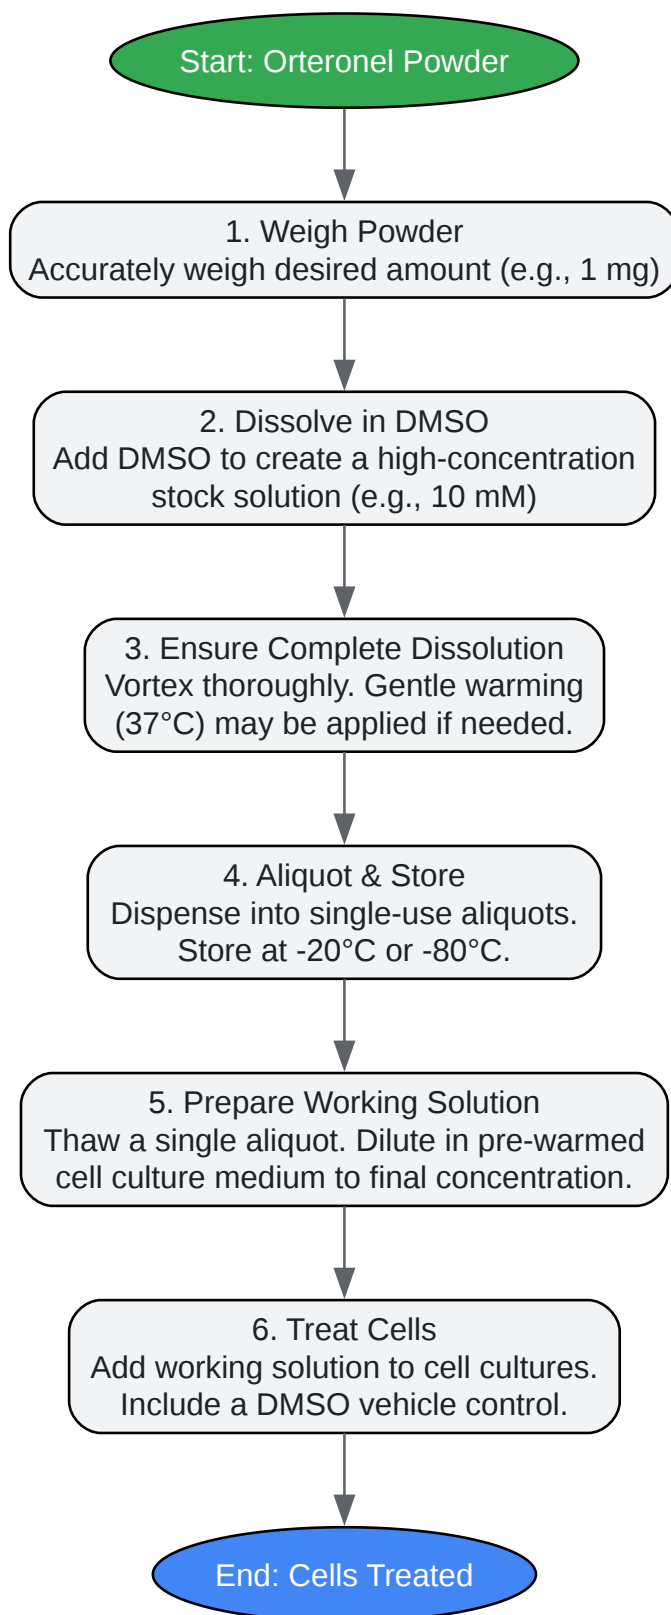 Start: Orteronel Powder
1. Weigh Powder
Accurately weigh desired amount (e.g., 1 mg)
2. Dissolve in DMSO
Add DMSO to create a high-concentration
stock solution (e.g., 10 mM)
3. Ensure Complete Dissolution
Vortex thoroughly. Gentle warming
(37°C) may be applied if needed.
4. Aliquot & Store
Dispense into single-use aliquots.
Store at -20°C or -80°C.
5. Prepare Working Solution
Thaw a single aliquot. Dilute in pre-warmed
cell culture medium to final concentration.
6. Treat Cells
Add working solution to cell cultures.
Include a DMSO vehicle control.
End: Cells Treated